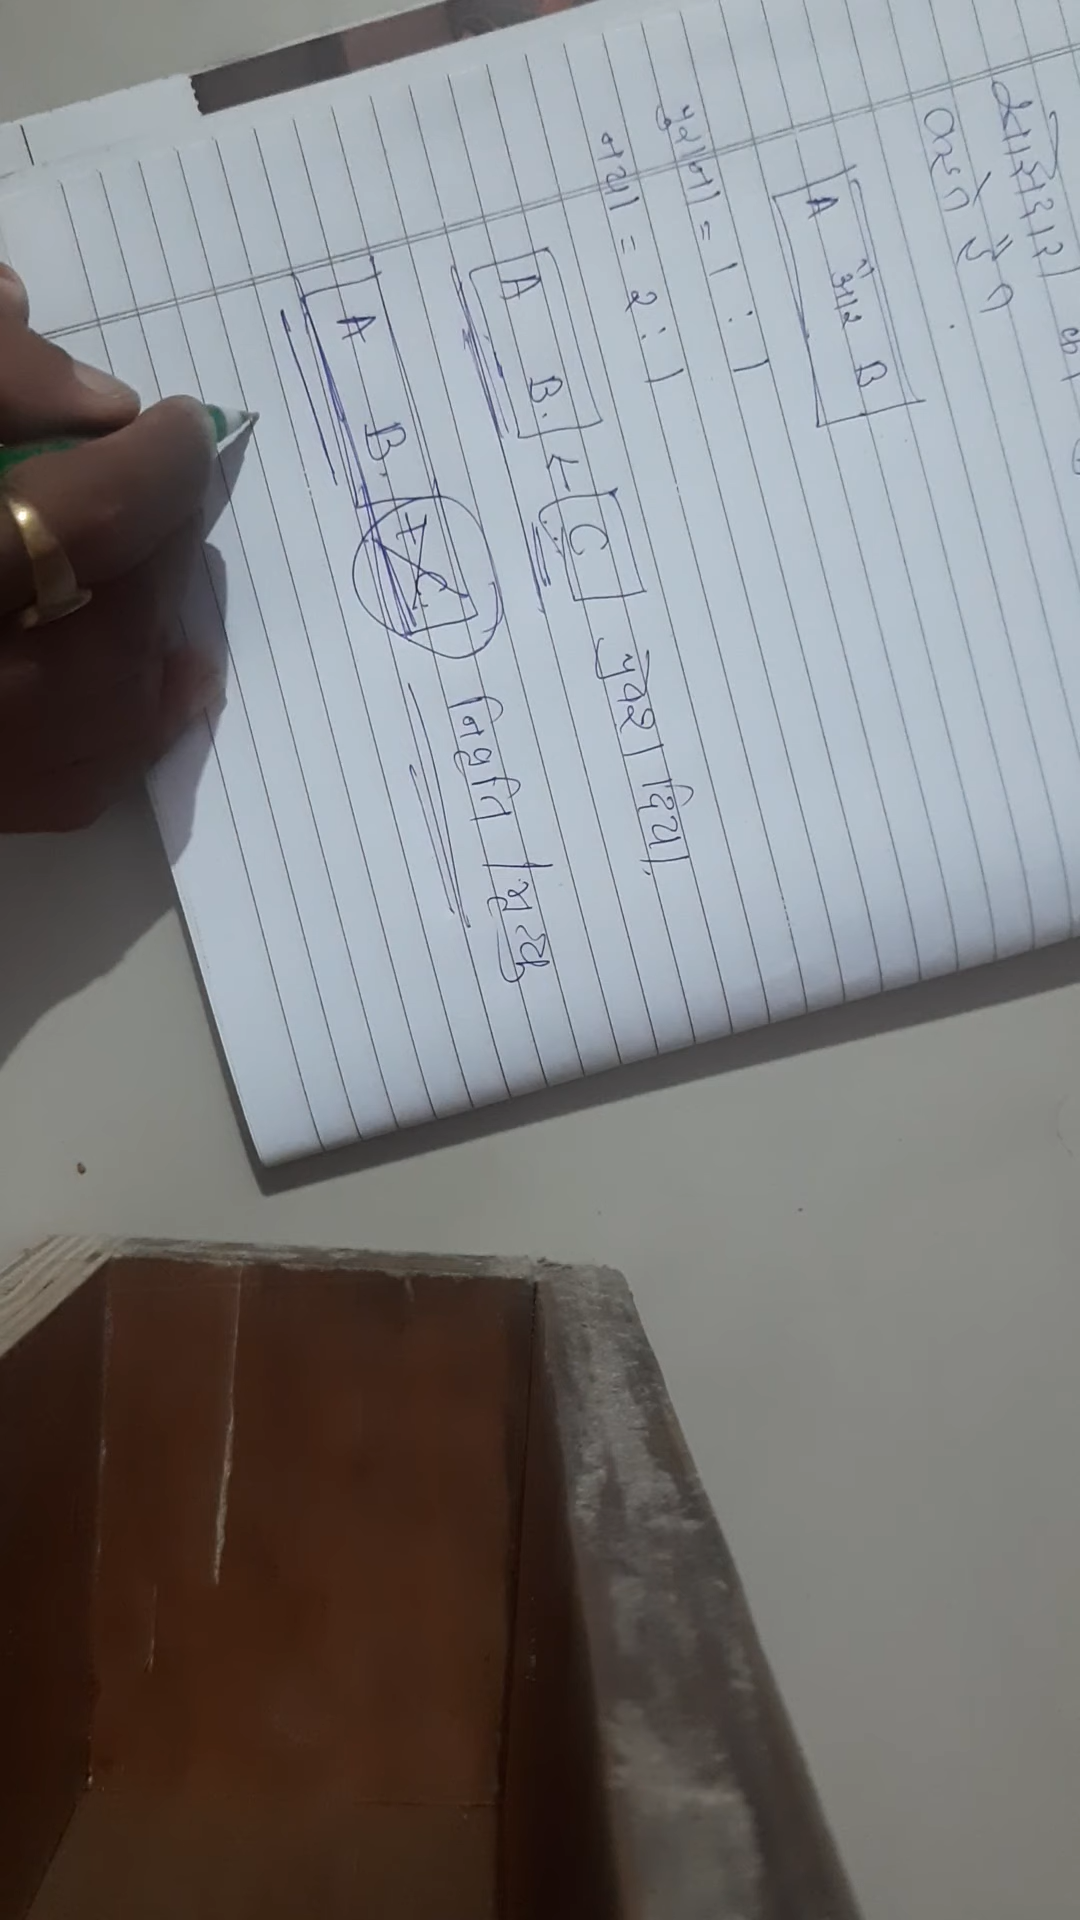 साझेदारी का
करते हैं ।
A और B
पुराना = 1 : 1
नया = 2 : 1
A B. ← C प्रवेश दिया
A B. + C निवृत्ति / मृत्यु